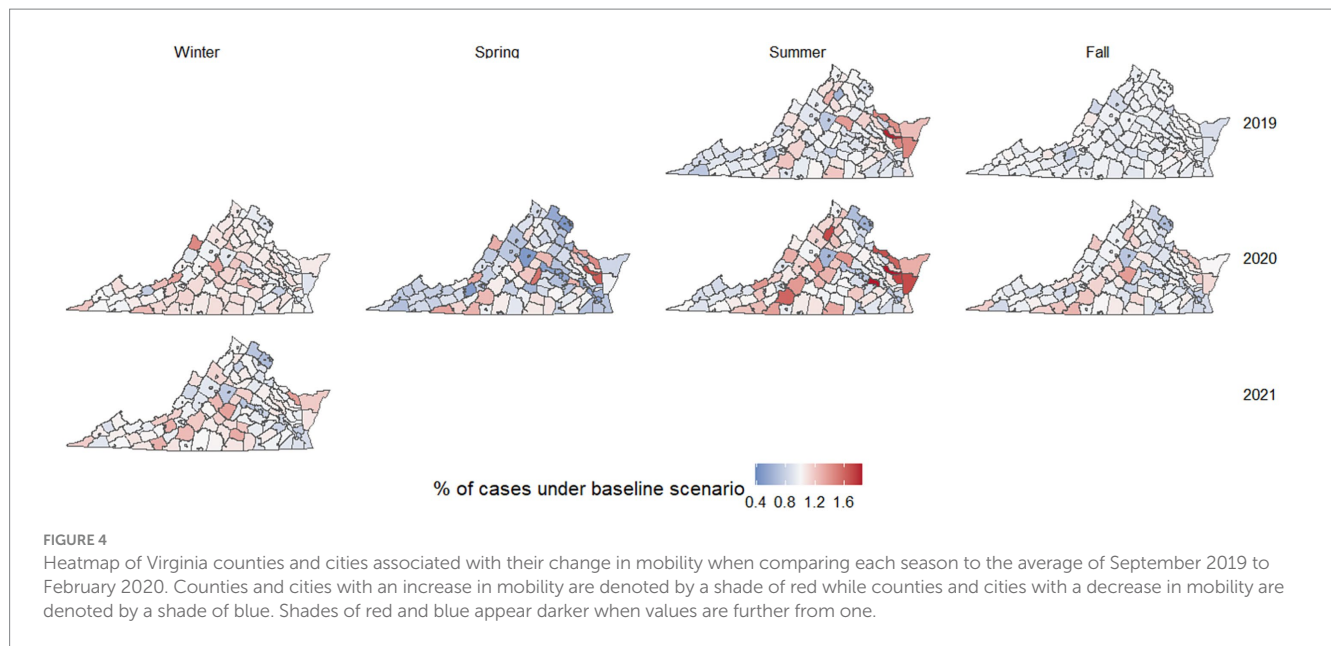 Winter Spring Summer Fall
2019
2020
2021
% of cases under baseline scenario
0.4 0.8 1.2 1.6
FIGURE 4
Heatmap of Virginia counties and cities associated with their change in mobility when comparing each season to the average of September 2019 to
February 2020. Counties and cities with an increase in mobility are denoted by a shade of red while counties and cities with a decrease in mobility are
denoted by a shade of blue. Shades of red and blue appear darker when values are further from one.